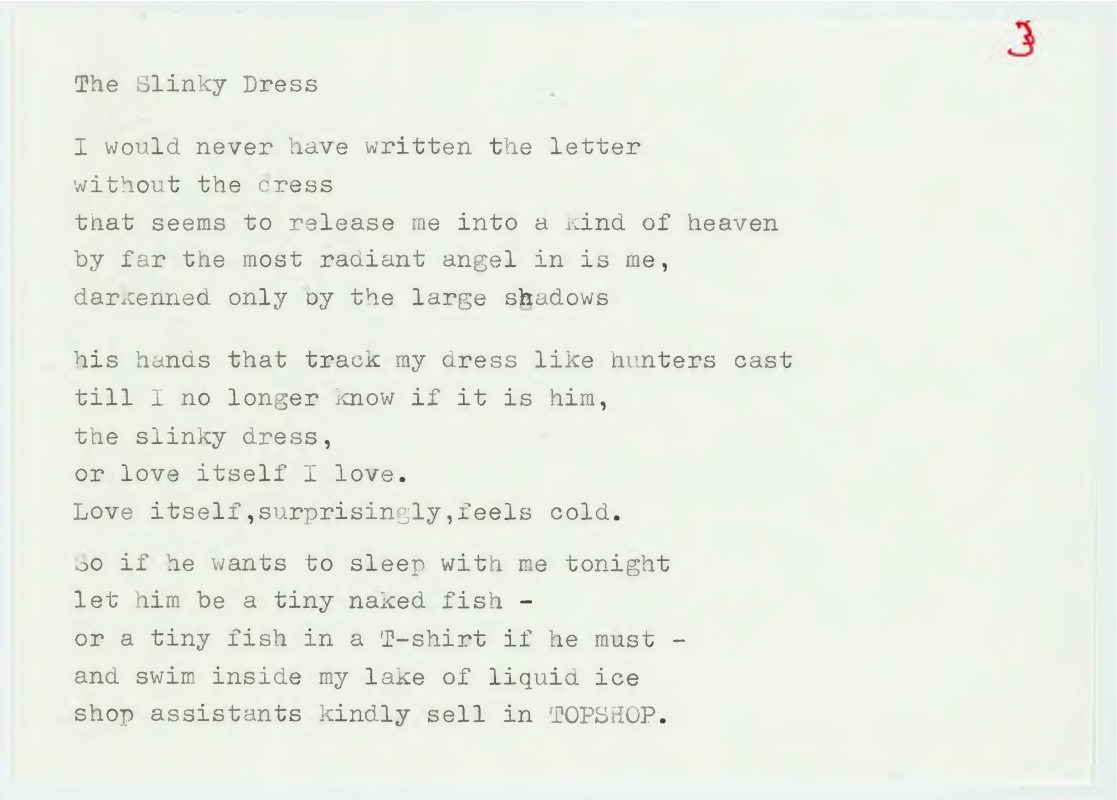 3
The Slinky Dress
I would never have written the letter
without the dress
that seems to release me into a kind of heaven
by far the most radiant angel in is me,
darkenned only by the large shadows
his hands that track my dress like hunters cast
till I no longer know if it is him,
the slinky dress,
or love itself I love.
Love itself,surprisingly,feels cold.
So if he wants to sleep with me tonight
let him be a tiny naked fish -
or a tiny fish in a T-shirt if he must -
and swim inside my lake of liquid ice
shop assistants kindly sell in TOPSHOP.